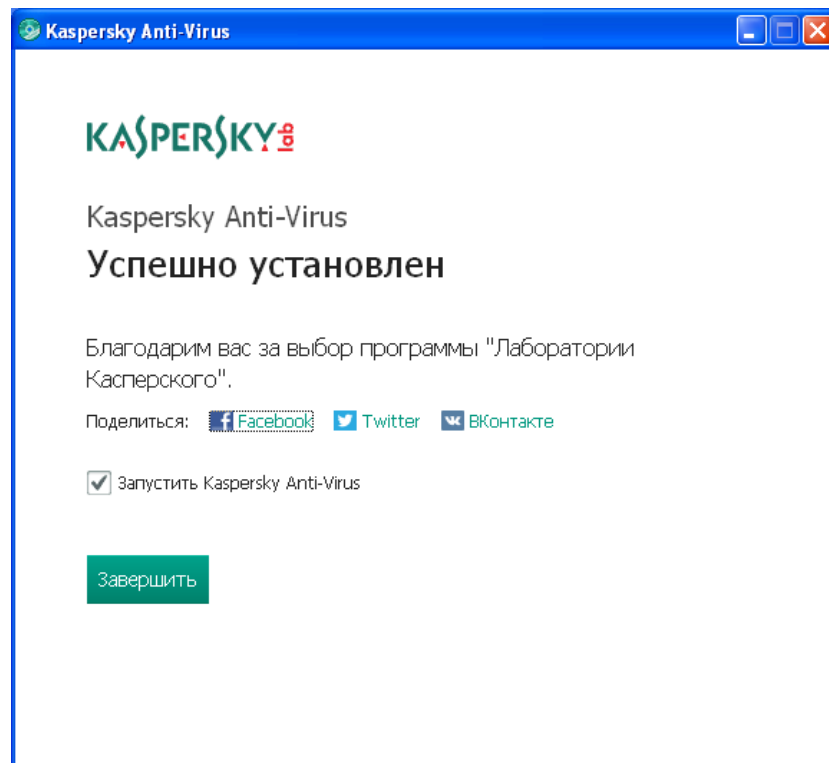 Kaspersky Anti-Virus
KASPERSKY lab
Kaspersky Anti-Virus
Успешно установлен
Благодарим вас за выбор программы "Лаборатории
Касперского".
Поделиться: Facebook Twitter ВКонтакте
Запустить Kaspersky Anti-Virus
Завершить